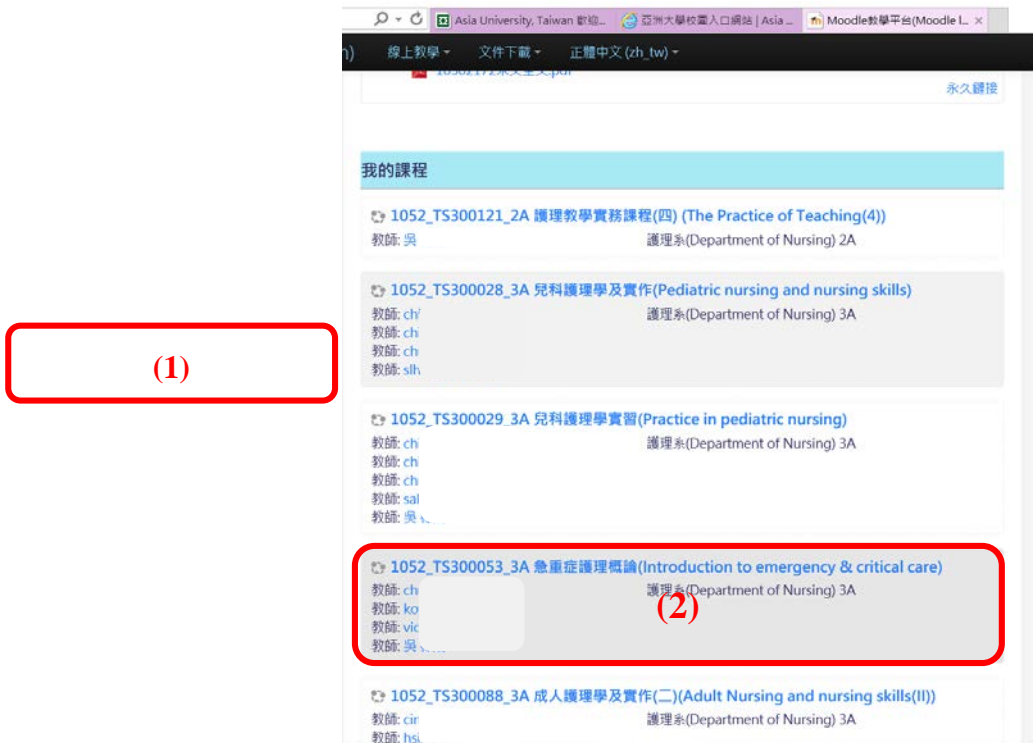 Asia University, Taiwan 歡迎... 亞洲大學校園入口網站 | Asia ... Moodle教學平台(Moodle l... ×
) 線上教學 文件下載 正體中文 (zh_tw)
永久鏈接
我的課程
1052_TS300121_2A 護理教學實務課程(四) (The Practice of Teaching(4))
教師: 吳 護理系(Department of Nursing) 2A
1052_TS300028_3A 兒科護理學及實作(Pediatric nursing and nursing skills)
教師: ch 護理系(Department of Nursing) 3A
教師: ch
教師: ch
教師: slh
(1)
1052_TS300029_3A 兒科護理學實習(Practice in pediatric nursing)
教師: ch 護理系(Department of Nursing) 3A
教師: ch
教師: ch
教師: sal
教師: 吳
1052_TS300053_3A 急重症護理概論(Introduction to emergency & critical care)
教師: ch 護理系(Department of Nursing) 3A
教師: ko (2)
教師: vic
教師: 吳
1052_TS300088_3A 成人護理學及實作(二)(Adult Nursing and nursing skills(II))
教師: cir 護理系(Department of Nursing) 3A
教師: hsi